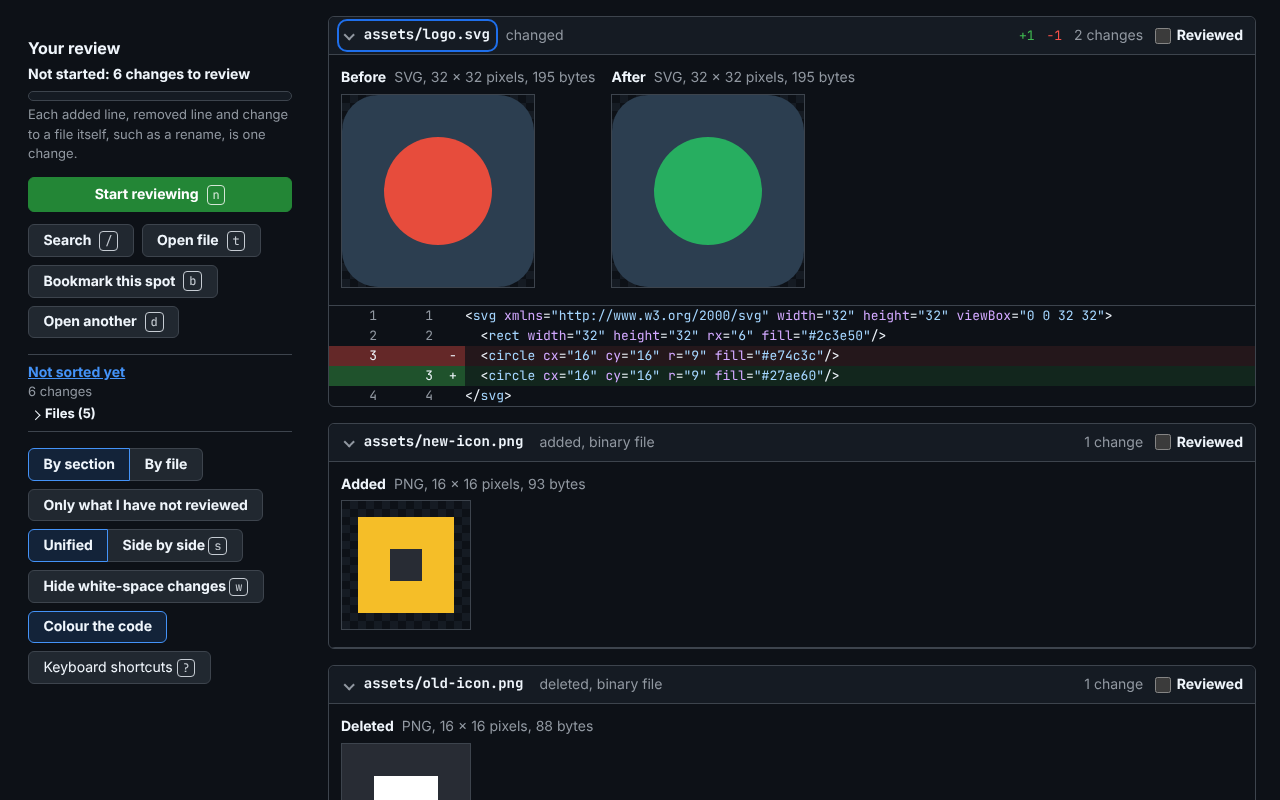 Your review
Not started: 6 changes to review
Each added line, removed line and change
to a file itself, such as a rename, is one
change.
Start reviewing n
Search / Open file t
Bookmark this spot b
Open another d
Not sorted yet
6 changes
Files (5)
By section By file
Only what I have not reviewed
Unified Side by side s
Hide white-space changes w
Colour the code
Keyboard shortcuts ?
assets/logo.svg changed +1 -1 2 changes Reviewed
Before SVG, 32 × 32 pixels, 195 bytes After SVG, 32 × 32 pixels, 195 bytes
1 1 <svg xmlns="http://www.w3.org/2000/svg" width="32" height="32" viewBox="0 0 32 32">
2 2 <rect width="32" height="32" rx="6" fill="#2c3e50"/>
3 - <circle cx="16" cy="16" r="9" fill="#e74c3c"/>
3 + <circle cx="16" cy="16" r="9" fill="#27ae60"/>
4 4 </svg>
assets/new-icon.png added, binary file 1 change Reviewed
Added PNG, 16 × 16 pixels, 93 bytes
assets/old-icon.png deleted, binary file 1 change Reviewed
Deleted PNG, 16 × 16 pixels, 88 bytes